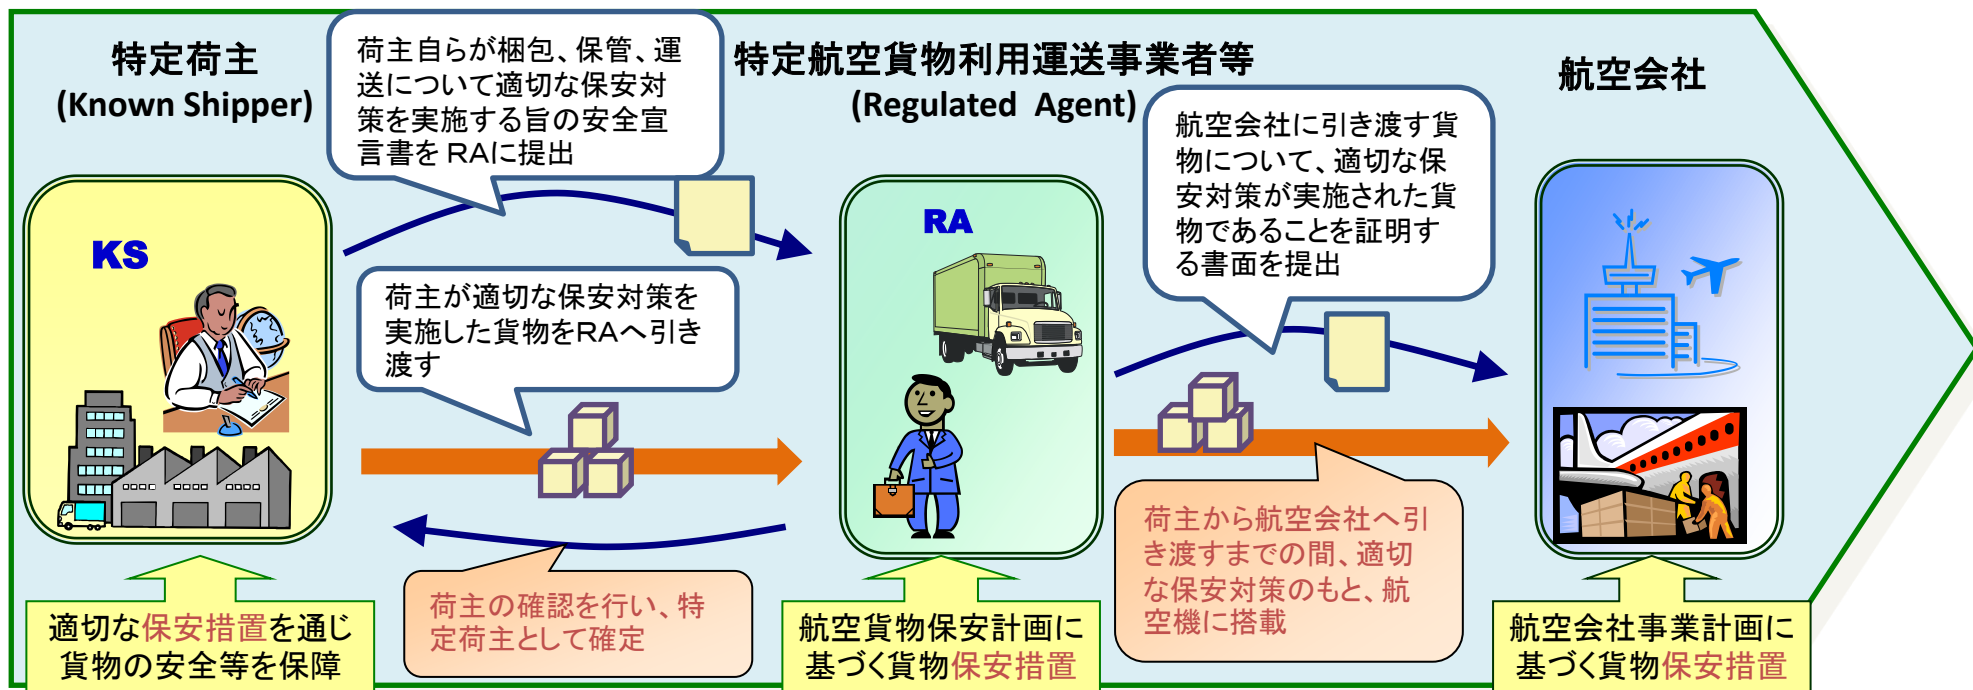 特定荷主
(Known Shipper)
荷主自らが梱包、保管、運
送について適切な保安対
策を実施する旨の安全宣
言書をRAに提出
特定航空貨物利用運送事業者等
(Regulated Agent)
航空会社に引き渡す貨
物について、適切な保
安対策が実施された貨
物であることを証明す
る書面を提出
航空会社
KS
荷主が適切な保安対策を
実施した貨物をRAへ引き
渡す
RA
荷主の確認を行い、特
定荷主として確定
荷主から航空会社へ引
き渡すまでの間、適切
な保安対策のもと、航
空機に搭載
適切な保安措置を通じ
貨物の安全等を保障
航空貨物保安計画に
基づく貨物保安措置
航空会社事業計画に
基づく貨物保安措置